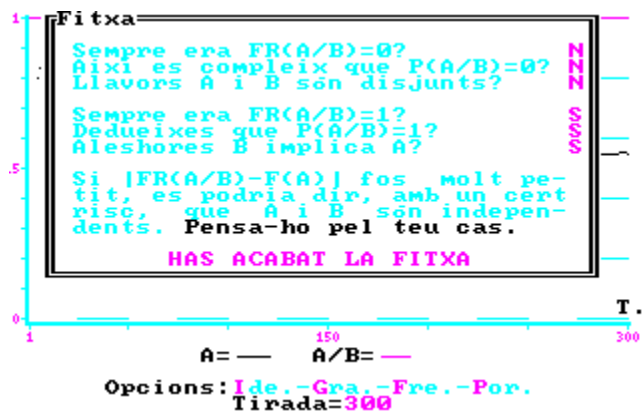 1
Fitxa
Sempre era FR(A/B)=0? N
Així es compleix que P(A/B)=0? N
Llavors A i B són disjunts? N
Sempre era FR(A/B)=1? S
Dedueixes que P(A/B)=1? S
Aleshores B implica A? S
.5
Si |FR(A/B)-F(A)| fos molt pe-
tit, es podria dir, amb un cert
risc, que A i B són indepen-
dents. Pensa-ho pel teu cas.
HAS ACABAT LA FITXA
T.
0
1 150 300
A= A/B=
Opcions:Ide.-Gra.-Fre.-Por.
Tirada=300